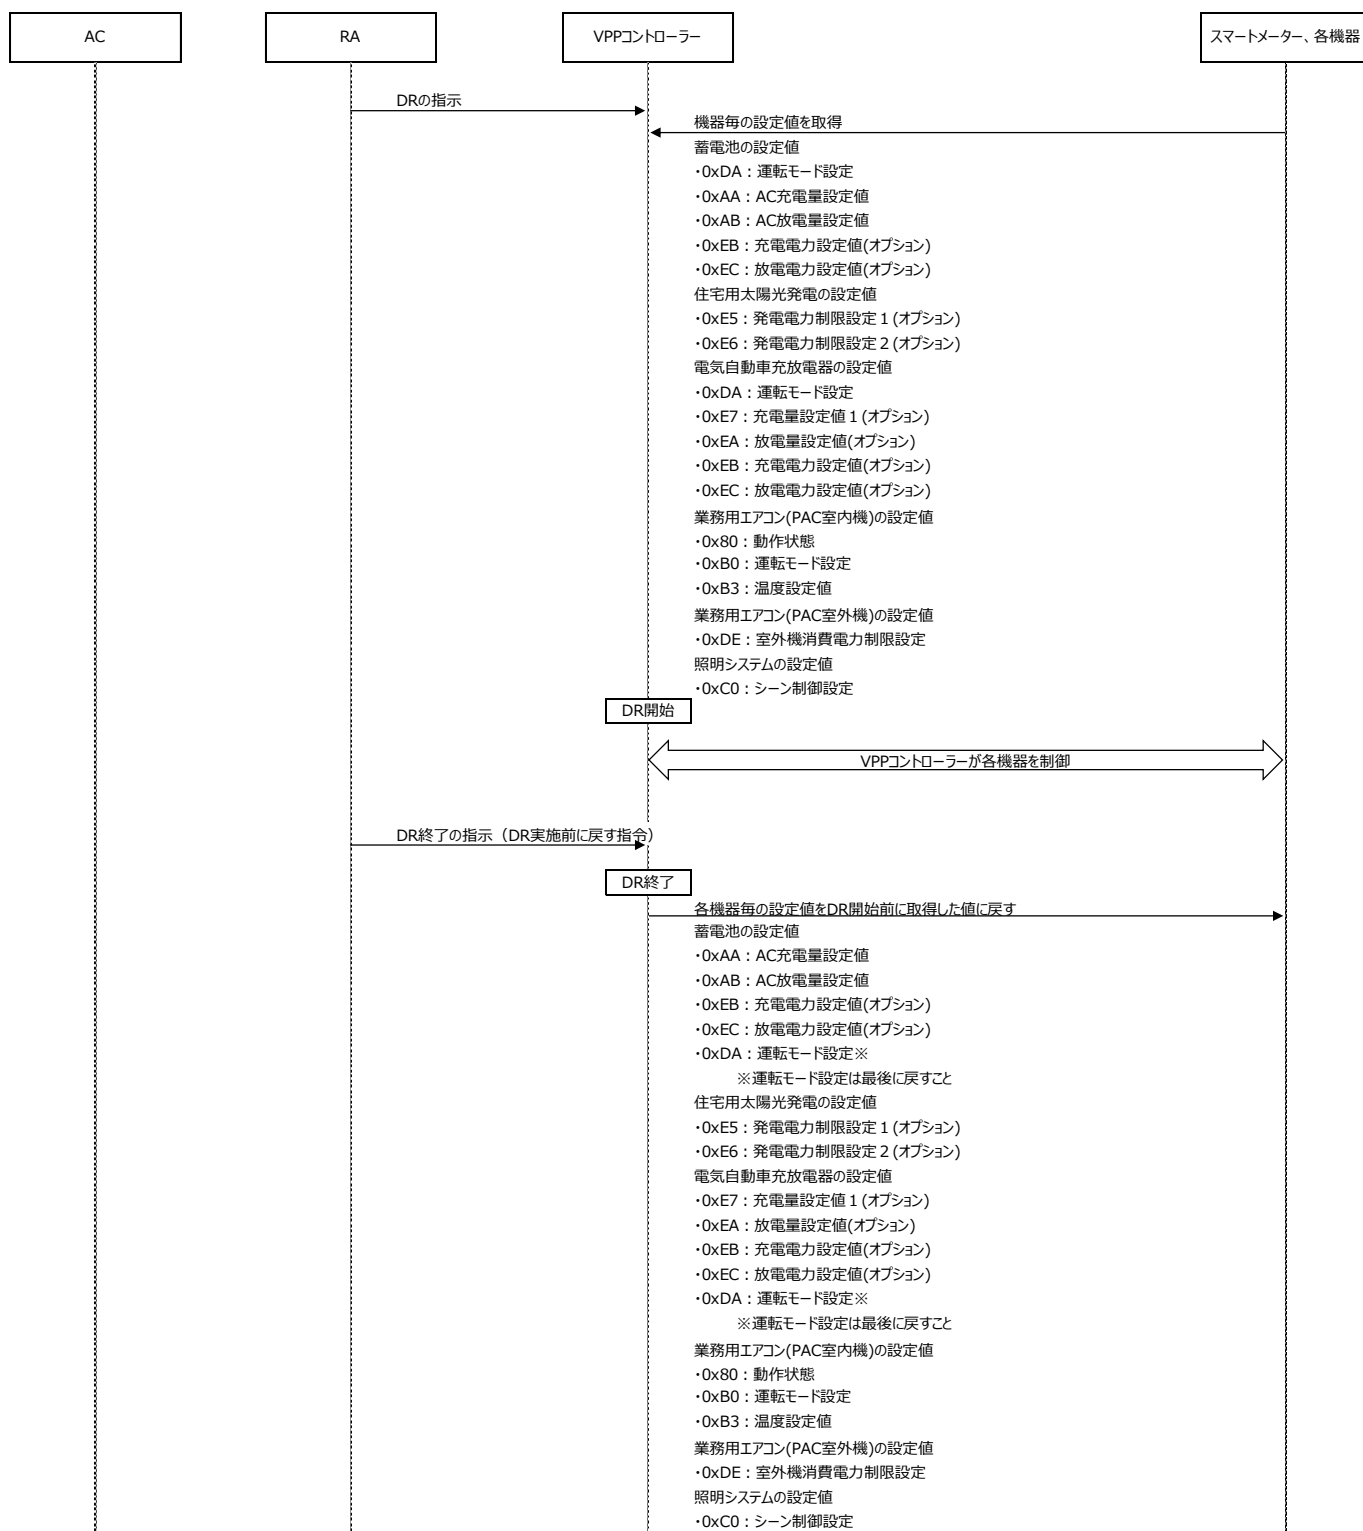 AC
RA
VPPコントローラー
スマートメーター、各機器
DRの指示
機器毎の設定値を取得
蓄電池の設定値
・0xDA：運転モード設定
・0xAA：AC充電量設定値
・0xAB：AC放電量設定値
・0xEB：充電電力設定値(オプション)
・0xEC：放電電力設定値(オプション)
住宅用太陽光発電の設定値
・0xE5：発電電力制限設定１(オプション)
・0xE6：発電電力制限設定２(オプション)
電気自動車充放電器の設定値
・0xDA：運転モード設定
・0xE7：充電量設定値１(オプション)
・0xEA：放電量設定値(オプション)
・0xEB：充電電力設定値(オプション)
・0xEC：放電電力設定値(オプション)
業務用エアコン(PAC室内機)の設定値
・0x80：動作状態
・0xB0：運転モード設定
・0xB3：温度設定値
業務用エアコン(PAC室外機)の設定値
・0xDE：室外機消費電力制限設定
照明システムの設定値
・0xC0：シーン制御設定
DR開始
VPPコントローラーが各機器を制御
DR終了の指示（DR実施前に戻す指令）
DR終了
各機器毎の設定値をDR開始前に取得した値に戻す
蓄電池の設定値
・0xAA：AC充電量設定値
・0xAB：AC放電量設定値
・0xEB：充電電力設定値(オプション)
・0xEC：放電電力設定値(オプション)
・0xDA：運転モード設定※
※運転モード設定は最後に戻すこと
住宅用太陽光発電の設定値
・0xE5：発電電力制限設定１(オプション)
・0xE6：発電電力制限設定２(オプション)
電気自動車充放電器の設定値
・0xE7：充電量設定値１(オプション)
・0xEA：放電量設定値(オプション)
・0xEB：充電電力設定値(オプション)
・0xEC：放電電力設定値(オプション)
・0xDA：運転モード設定※
※運転モード設定は最後に戻すこと
業務用エアコン(PAC室内機)の設定値
・0x80：動作状態
・0xB0：運転モード設定
・0xB3：温度設定値
業務用エアコン(PAC室外機)の設定値
・0xDE：室外機消費電力制限設定
照明システムの設定値
・0xC0：シーン制御設定